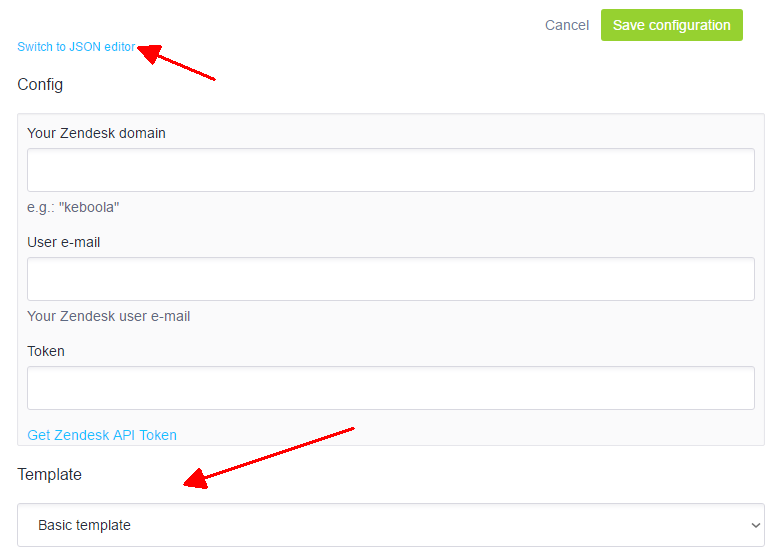 Cancel
Save configuration
Switch to JSON editor
Config
Your Zendesk domain
e.g.: "keboola"
User e-mail
Your Zendesk user e-mail
Token
Get Zendesk API Token
Template
Basic template